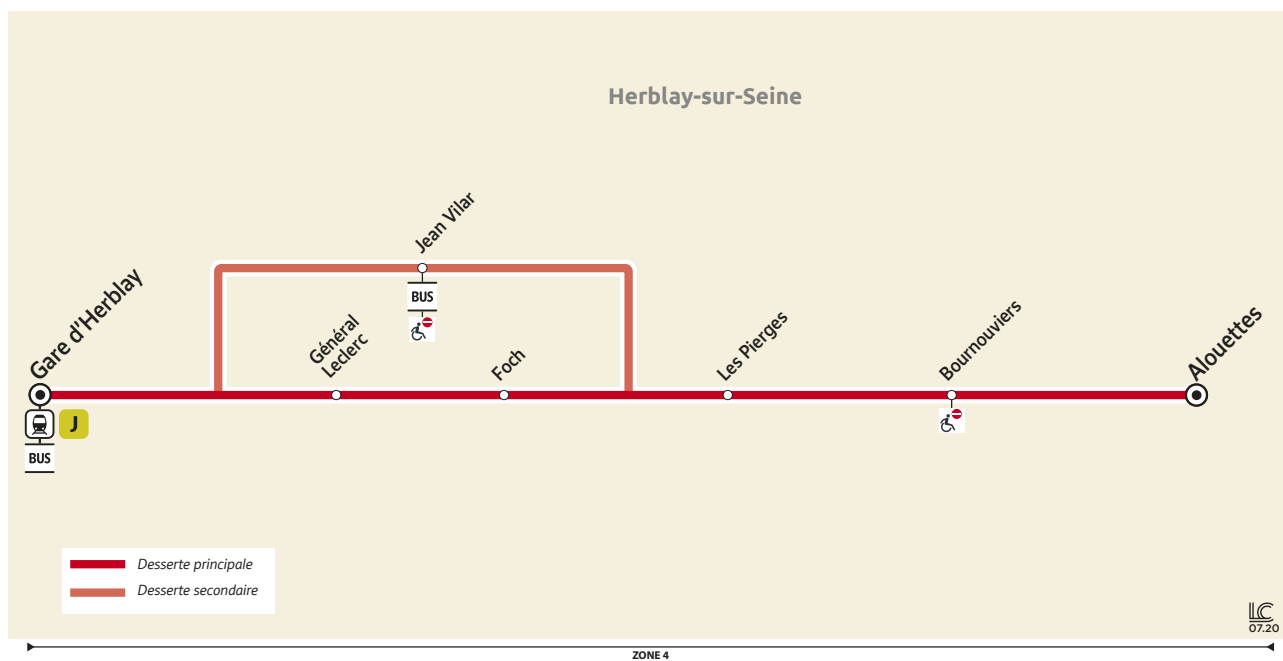 Herblay-sur-Seine
Jean Vilar
BUS
Gare d'Herblay
Général
Leclerc
Foch
Les Pierges
Bournouviers
Alouettes
J
BUS
Desserte principale
Desserte secondaire
LC
07.20
ZONE 4